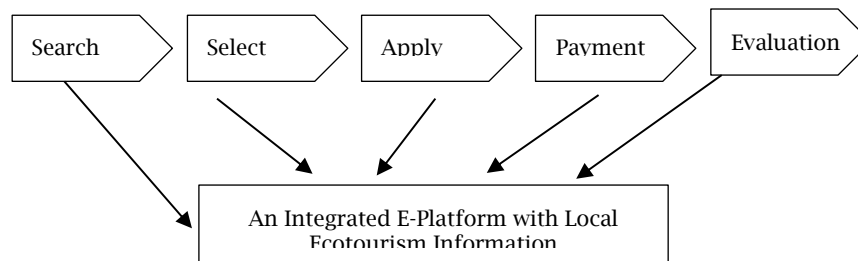 Search
Select
Apply
Payment
Evaluation
An Integrated E-Platform with Local
Ecotourism Information